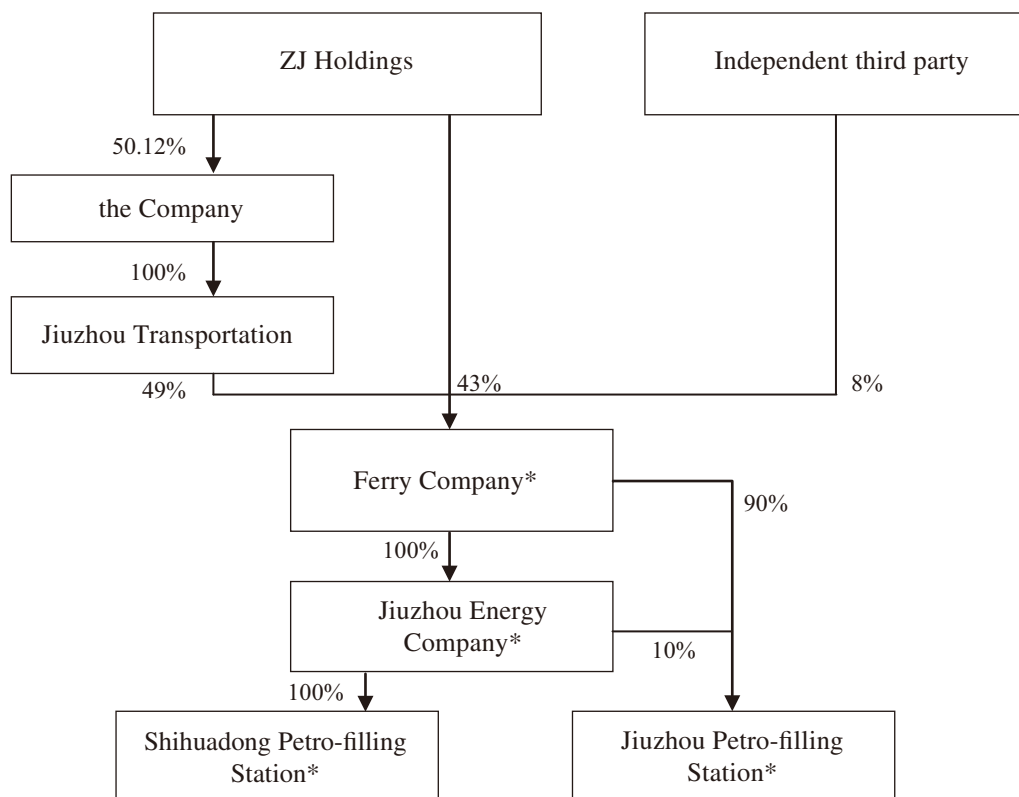 ZJ Holdings
Independent third party
50.12%
the Company
100%
Jiuzhou Transportation
49%
43%
8%
Ferry Company*
90%
100%
Jiuzhou Energy
Company*
10%
100%
Shihuadong Petro-filling
Station*
Jiuzhou Petro-filling
Station*